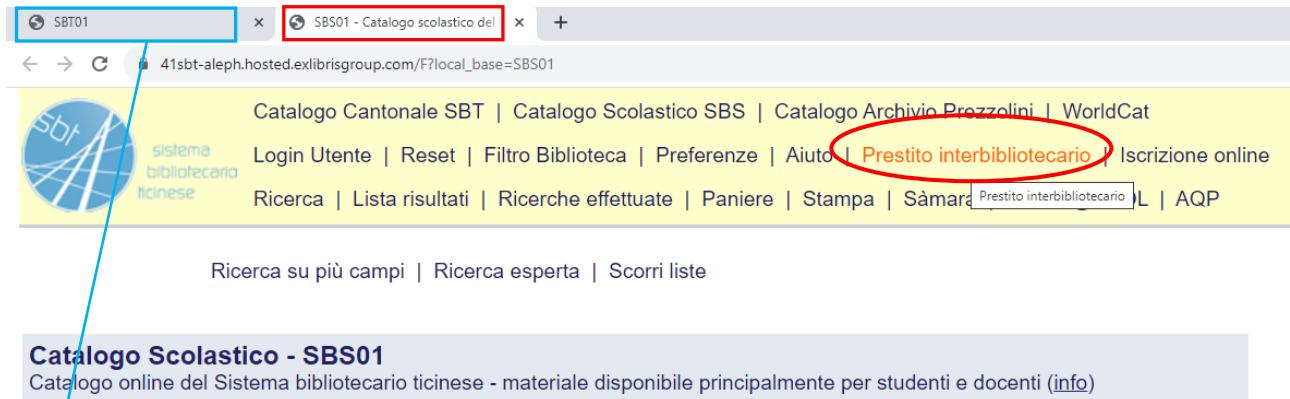 SBT01
SBS01 - Catalogo scolastico del
41sbt-aleph.hosted.exlibrisgroup.com/F?local_base=SBS01
sbt
sistema
bibliotecario
ticinese
Catalogo Cantonale SBT | Catalogo Scolastico SBS | Catalogo Archivio Prezzolini | WorldCat
Login Utente | Reset | Filtro Biblioteca | Preferenze | Aiuto | Prestito interbibliotecario | Iscrizione online
Ricerca | Lista risultati | Ricerche effettuate | Paniere | Stampa | Sàmara | AQP
Prestito interbibliotecario
Ricerca su più campi | Ricerca esperta | Scorri liste
Catalogo Scolastico - SBS01
Catalogo online del Sistema bibliotecario ticinese - materiale disponibile principalmente per studenti e docenti (info)